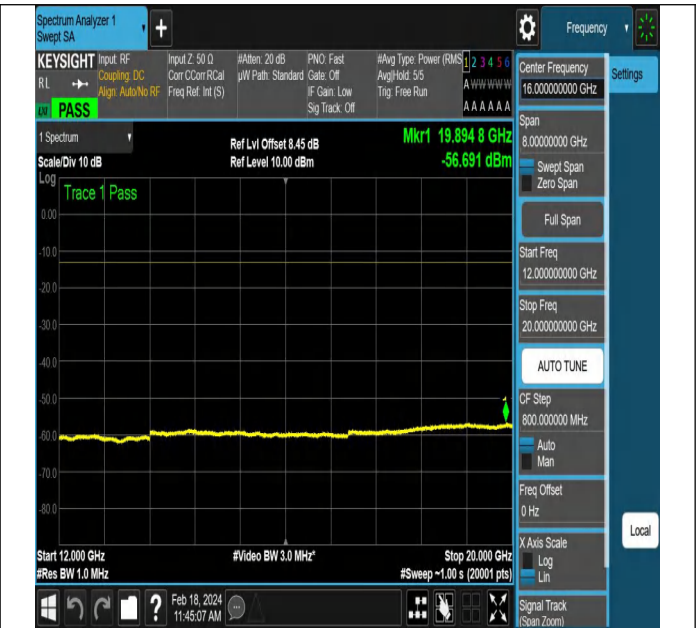 Spectrum Analyzer 1
Swept SA
+
Frequency
KEYSIGHT
Input: RF
Input Z: 50 Ω
#Atten: 20 dB
PNO: Fast
#Avg Type: Power (RMS
1 2 3 4 5 6
RL
Coupling: DC
Corr CCorr RCal
µW Path: Standard
Gate: Off
Avg|Hold: 5/5
Align: Auto/No RF
Freq Ref: Int (S)
IF Gain: Low
Trig: Free Run
A W W W W W
Sig Track: Off
A A A A A A
PASS
1 Spectrum
Ref Lvl Offset 8.45 dB
Mkr1 19.894 8 GHz
Scale/Div 10 dB
Ref Level 10.00 dBm
-56.691 dBm
Log
Trace 1 Pass
0.00
-10.0
-20.0
-30.0
-40.0
-50.0
-60.0
-70.0
-80.0
1
Start 12.000 GHz
#Video BW 3.0 MHz*
Stop 20.000 GHz
#Res BW 1.0 MHz
#Sweep ~1.00 s (20001 pts)
?
Feb 18, 2024
11:45:07 AM
Center Frequency
16.000000000 GHz
Settings
Span
8.00000000 GHz
Swept Span
Zero Span
Full Span
Start Freq
12.000000000 GHz
Stop Freq
20.000000000 GHz
AUTO TUNE
CF Step
800.000000 MHz
Auto
Man
Freq Offset
0 Hz
Local
X Axis Scale
Log
Lin
Signal Track
(Span Zoom)